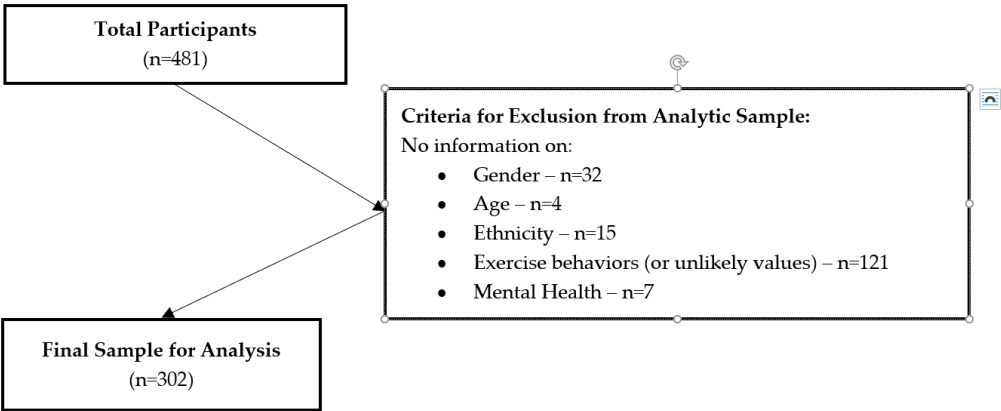 Total Participants
(n=481)
Criteria for Exclusion from Analytic Sample:
No information on:
• Gender – n=32
• Age – n=4
• Ethnicity – n=15
• Exercise behaviors (or unlikely values) – n=121
• Mental Health – n=7
Final Sample for Analysis
(n=302)